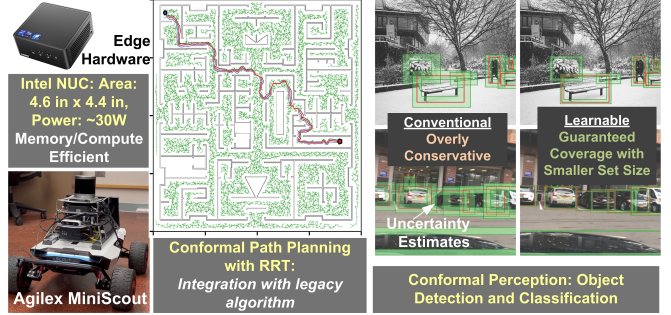 Edge
Hardware
Intel NUC: Area:
4.6 in x 4.4 in,
Power: ~30W
Memory/Compute
Efficient
Agilex MiniScout
Conformal Path Planning
with RRT:
Integration with legacy
algorithm
Conventional
Overly
Conservative
Learnable
Guaranteed
Coverage with
Smaller Set Size
Uncertainty
Estimates
Conformal Perception: Object
Detection and Classification